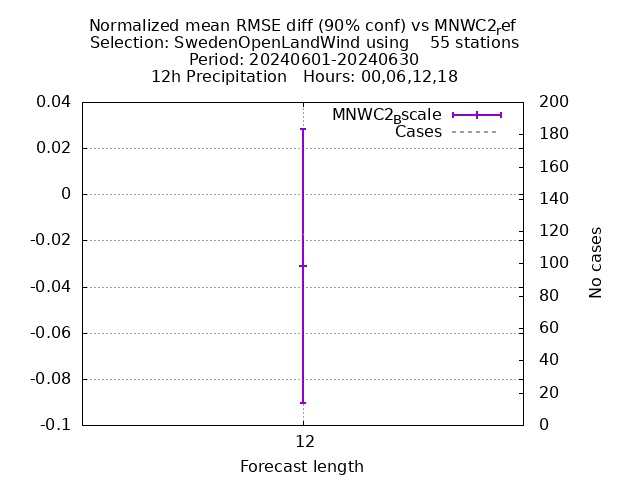 Normalized mean RMSE diff (90% conf) vs MNWC2ref
Selection: SwedenOpenLandWind using    55 stations
Period: 20240601-20240630
12h Precipitation   Hours: 00,06,12,18
MNWC2Bscale
Cases
0.04
0.02
0
-0.02
-0.04
-0.06
-0.08
-0.1
200
180
160
140
120
100
80
60
40
20
0
No cases
12
Forecast length